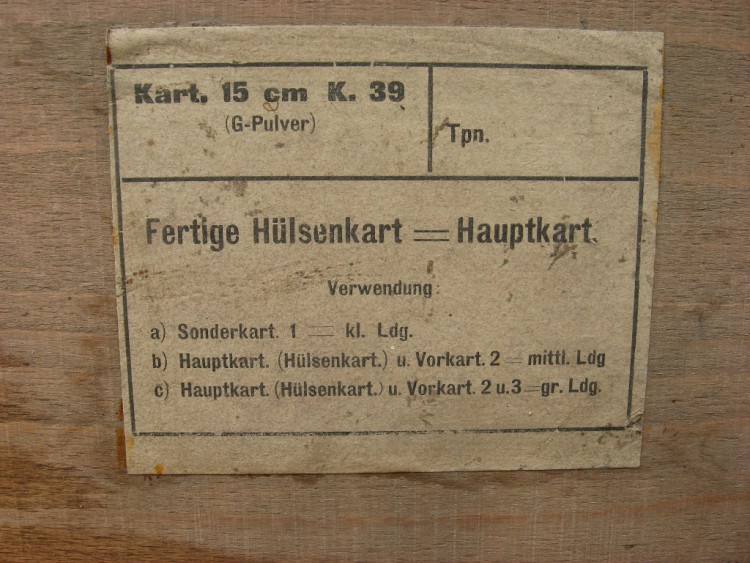 Kart. 15 cm K. 39
(G-Pulver)
Tpn.
Fertige Hülsenkart = Hauptkart.
Verwendung:
a) Sonderkart. 1 = kl. Ldg.
b) Hauptkart. (Hülsenkart.) u. Vorkart. 2 = mittl. Ldg
c) Hauptkart. (Hülsenkart.) u. Vorkart. 2 u. 3 = gr. Ldg.